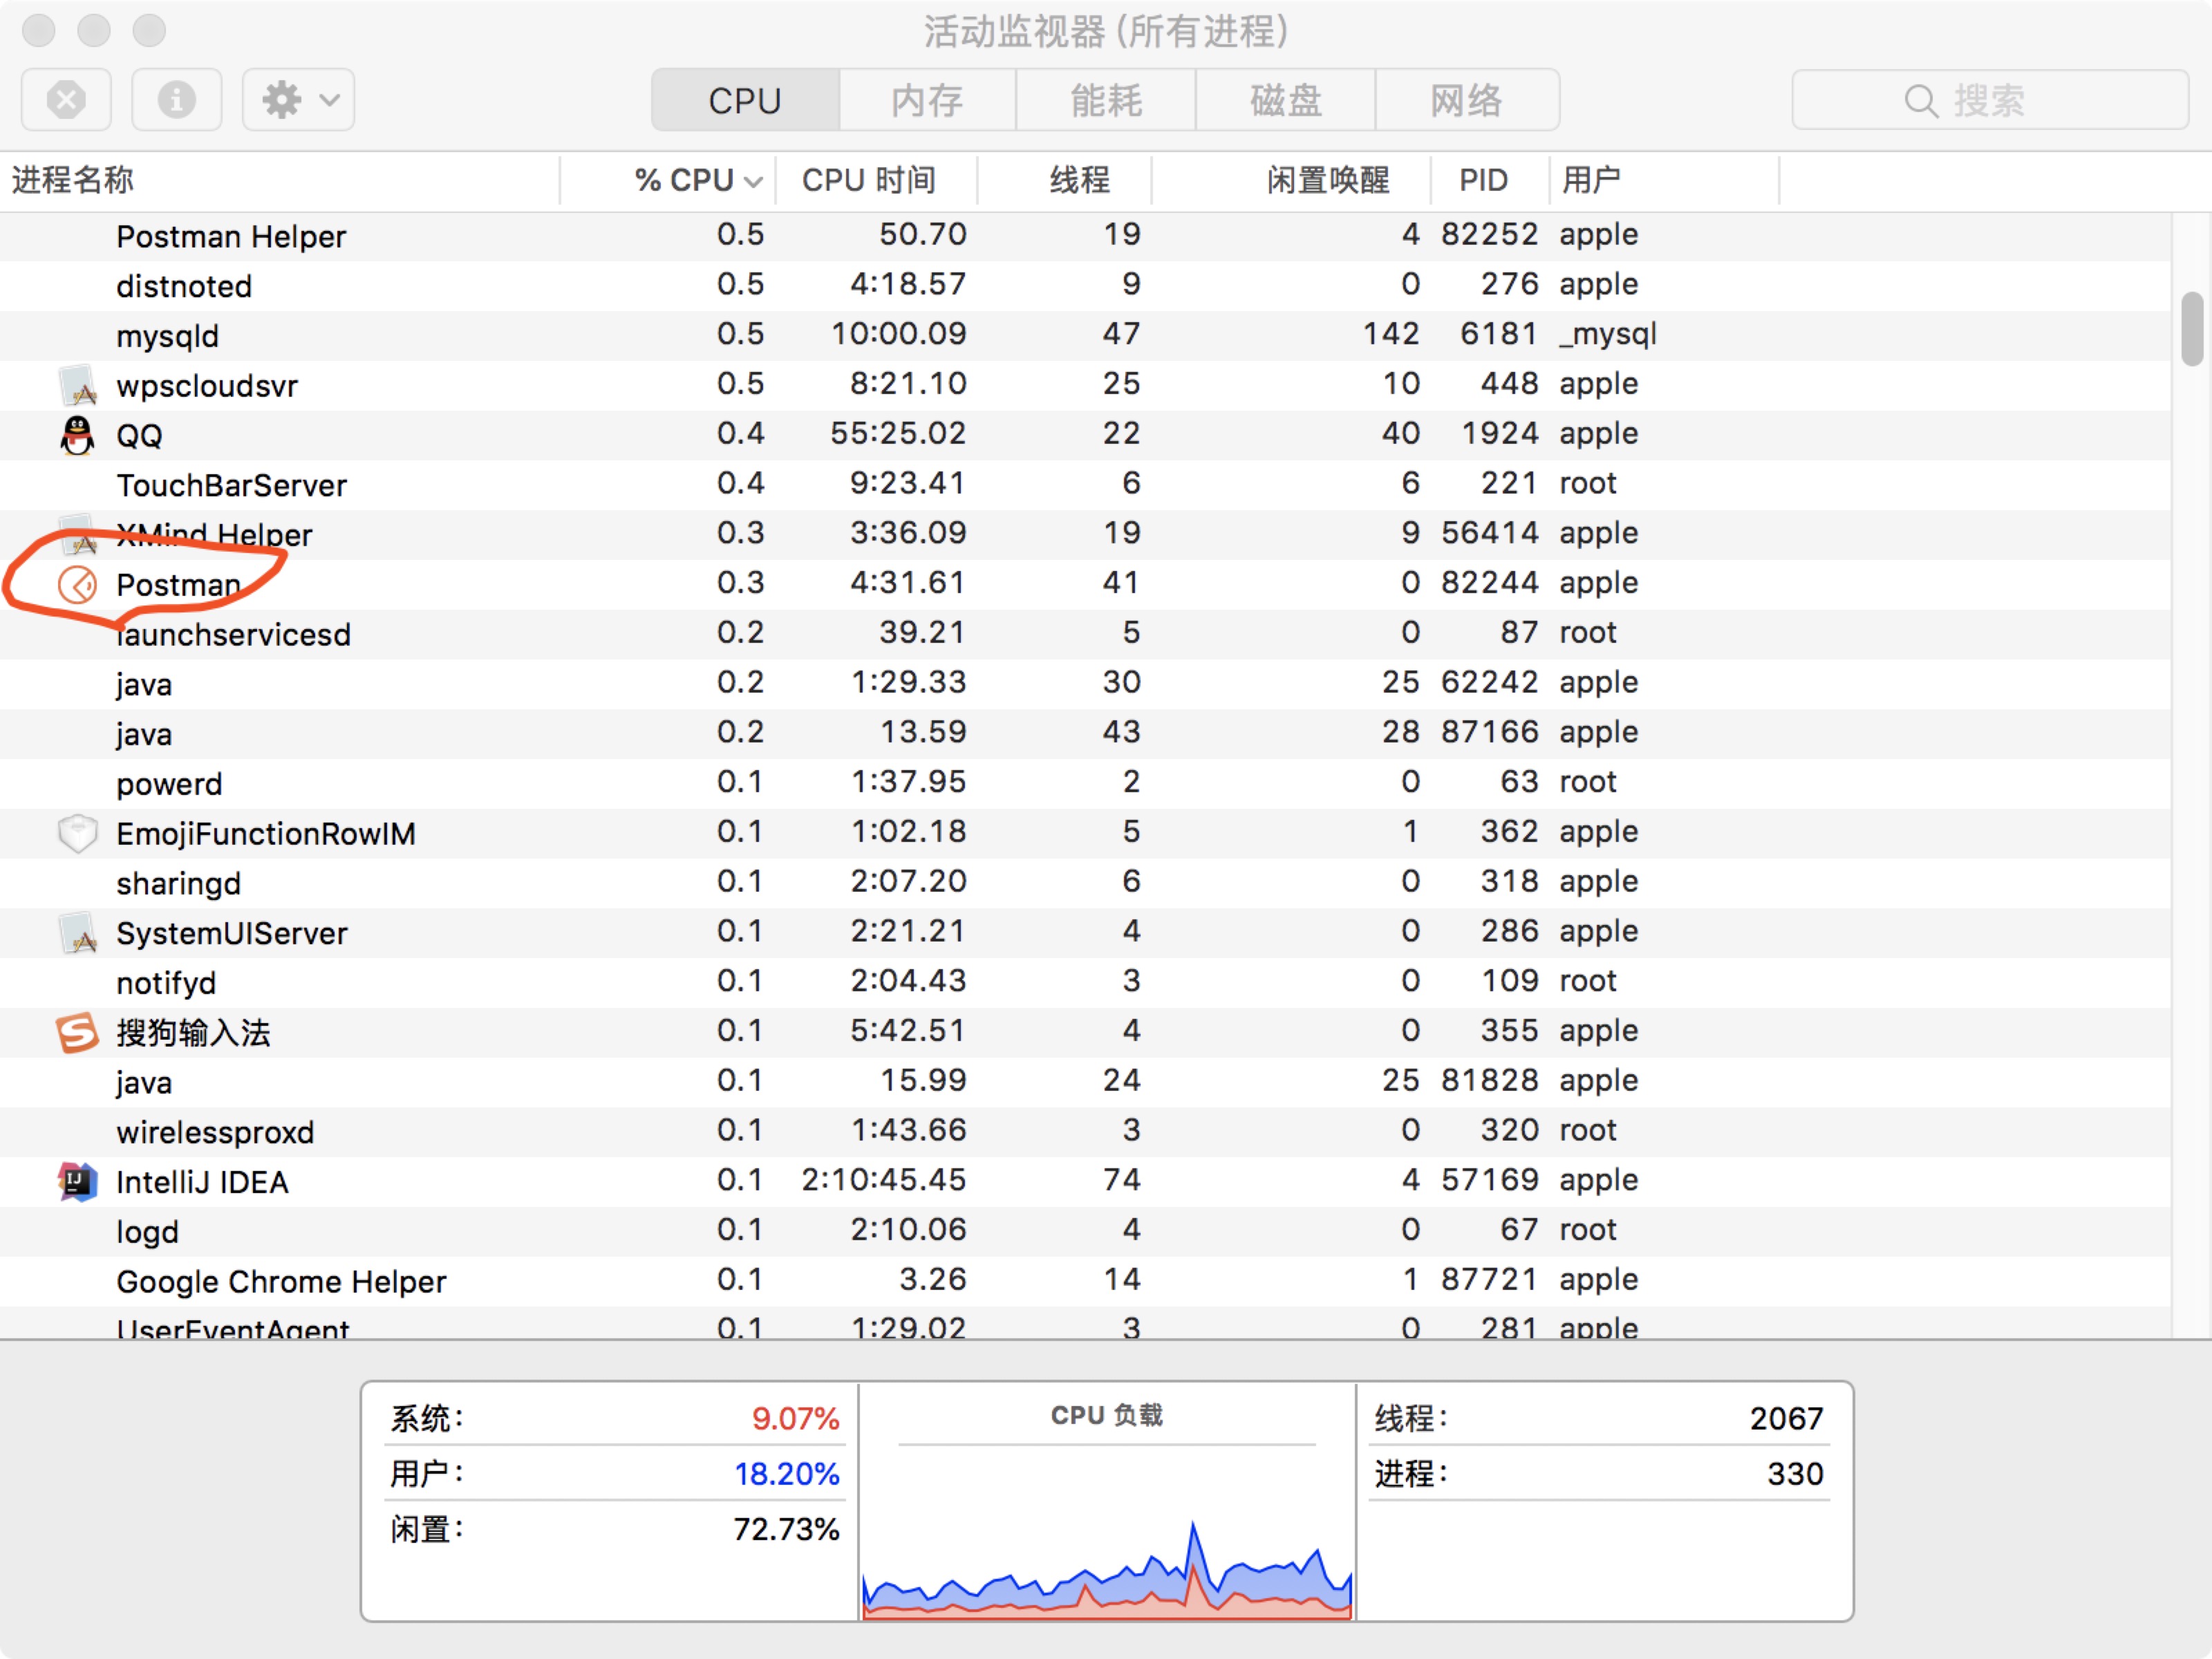 活动监视器 (所有进程)
CPU 内存 能耗 磁盘 网络 搜索
进程名称 % CPU CPU 时间 线程 闲置唤醒 PID 用户
Postman Helper 0.5 50.70 19 4 82252 apple
distnoted 0.5 4:18.57 9 0 276 apple
mysqld 0.5 10:00.09 47 142 6181 _mysql
wpscloudsvr 0.5 8:21.10 25 10 448 apple
QQ 0.4 55:25.02 22 40 1924 apple
TouchBarServer 0.4 9:23.41 6 6 221 root
XMind Helper 0.3 3:36.09 19 9 56414 apple
Postman 0.3 4:31.61 41 0 82244 apple
launchservicesd 0.2 39.21 5 0 87 root
java 0.2 1:29.33 30 25 62242 apple
java 0.2 13.59 43 28 87166 apple
powerd 0.1 1:37.95 2 0 63 root
EmojiFunctionRowIM 0.1 1:02.18 5 1 362 apple
sharingd 0.1 2:07.20 6 0 318 apple
SystemUIServer 0.1 2:21.21 4 0 286 apple
notifyd 0.1 2:04.43 3 0 109 root
搜狗输入法 0.1 5:42.51 4 0 355 apple
java 0.1 15.99 24 25 81828 apple
wirelessproxd 0.1 1:43.66 3 0 320 root
IntelliJ IDEA 0.1 2:10:45.45 74 4 57169 apple
logd 0.1 2:10.06 4 0 67 root
Google Chrome Helper 0.1 3.26 14 1 87721 apple
UserEventAgent 0.1 1:29.02 3 0 281 apple
系统: 9.07% CPU 负载 线程: 2067
用户: 18.20% 进程: 330
闲置: 72.73%